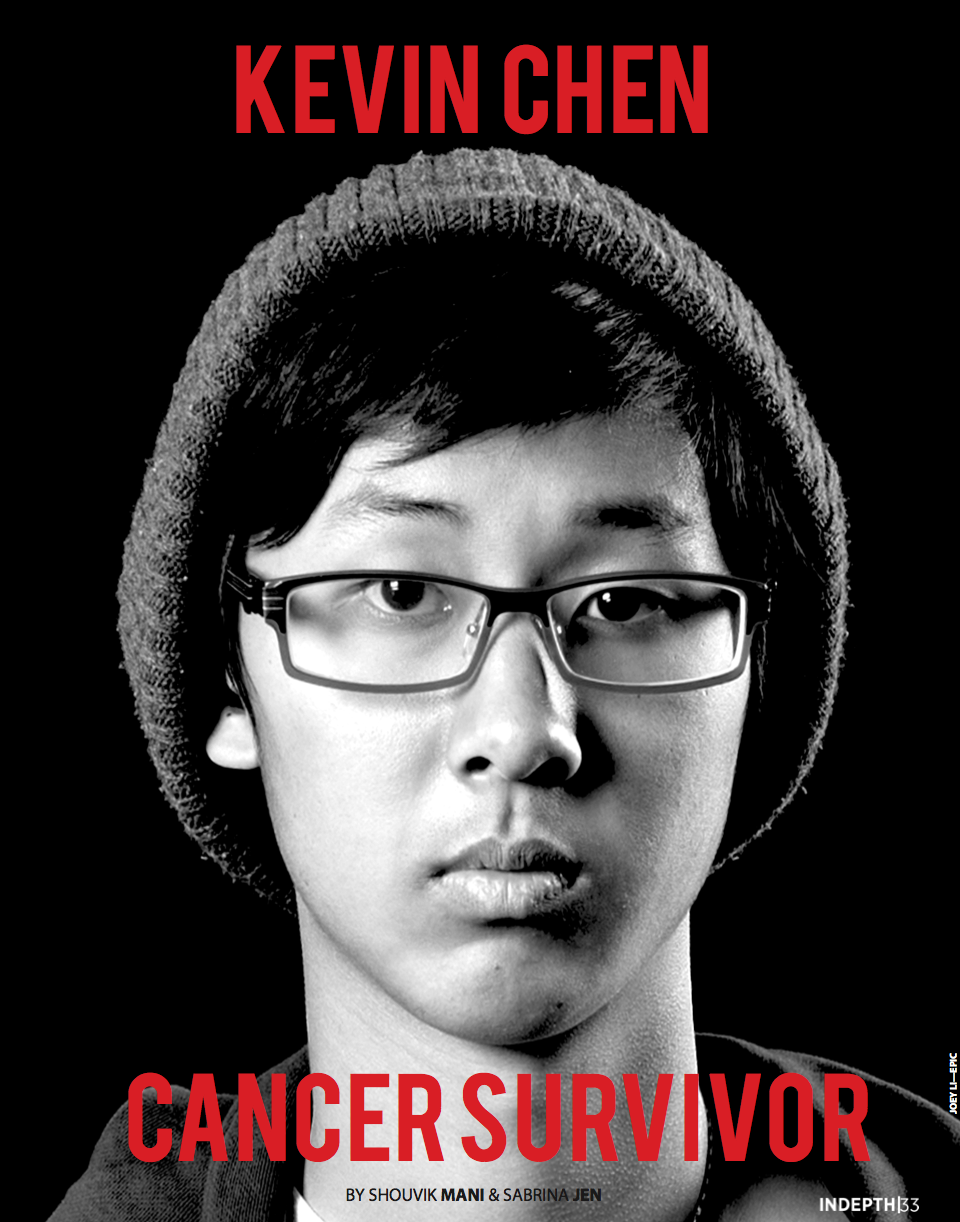 KEVIN CHEN
CANCER SURVIVOR
BY SHOUVIK MANI & SABRINA JEN
JOEY LI—EPIC
INDEPTH|33